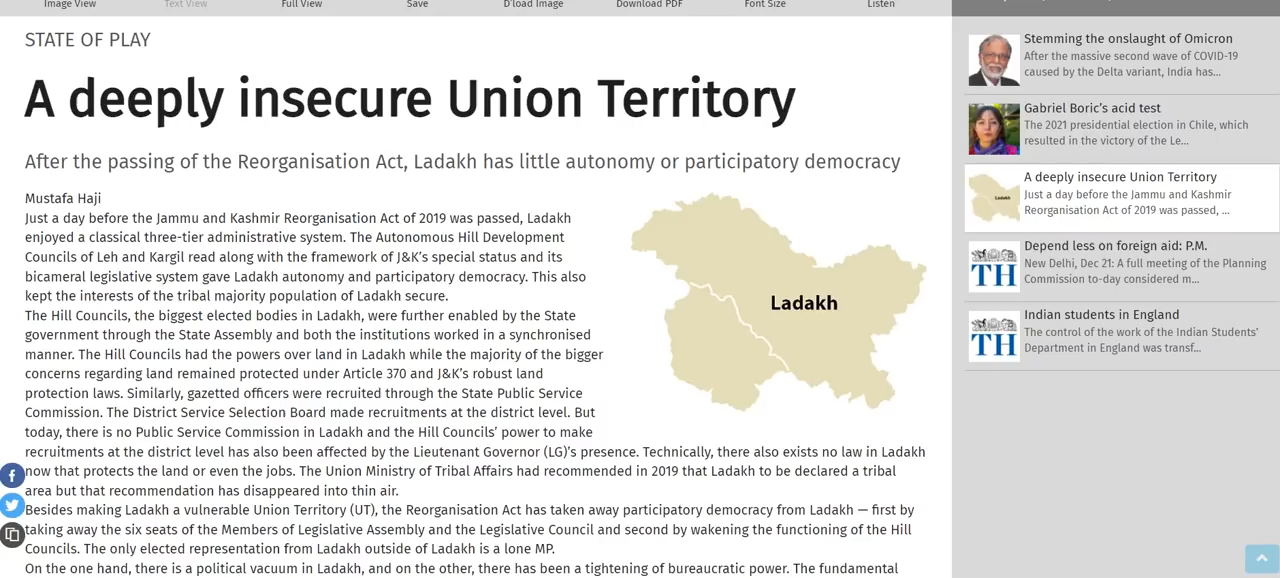 Image View Text View Full View Save D'load Image Download PDF Font Size Listen
STATE OF PLAY
A deeply insecure Union Territory
After the passing of the Reorganisation Act, Ladakh has little autonomy or participatory democracy
Mustafa Haji
Just a day before the Jammu and Kashmir Reorganisation Act of 2019 was passed, Ladakh
enjoyed a classical three-tier administrative system. The Autonomous Hill Development
Councils of Leh and Kargil read along with the framework of J&K's special status and its
bicameral legislative system gave Ladakh autonomy and participatory democracy. This also
kept the interests of the tribal majority population of Ladakh secure.
The Hill Councils, the biggest elected bodies in Ladakh, were further enabled by the State
government through the State Assembly and both the institutions worked in a synchronised
manner. The Hill Councils had the powers over land in Ladakh while the majority of the bigger
concerns regarding land remained protected under Article 370 and J&K's robust land
protection laws. Similarly, gazetted officers were recruited through the State Public Service
Commission. The District Service Selection Board made recruitments at the district level. But
today, there is no Public Service Commission in Ladakh and the Hill Councils' power to make
recruitments at the district level has also been affected by the Lieutenant Governor (LG)'s presence. Technically, there also exists no law in Ladakh
now that protects the land or even the jobs. The Union Ministry of Tribal Affairs had recommended in 2019 that Ladakh to be declared a tribal
area but that recommendation has disappeared into thin air.
Besides making Ladakh a vulnerable Union Territory (UT), the Reorganisation Act has taken away participatory democracy from Ladakh — first by
taking away the six seats of the Members of Legislative Assembly and the Legislative Council and second by wakening the functioning of the Hill
Councils. The only elected representation from Ladakh outside of Ladakh is a lone MP.
On the one hand, there is a political vacuum in Ladakh, and on the other, there has been a tightening of bureaucratic power. The fundamental
Ladakh
Stemming the onslaught of Omicron
After the massive second wave of COVID-19
caused by the Delta variant, India has...
Gabriel Boric's acid test
The 2021 presidential election in Chile, which
resulted in the victory of the Le...
Ladakh
A deeply insecure Union Territory
Just a day before the Jammu and Kashmir
Reorganisation Act of 2019 was passed, ...
TH
Depend less on foreign aid: P.M.
New Delhi, Dec 21: A full meeting of the Planning
Commission to-day considered m...
TH
Indian students in England
The control of the work of the Indian Students'
Department in England was transf...